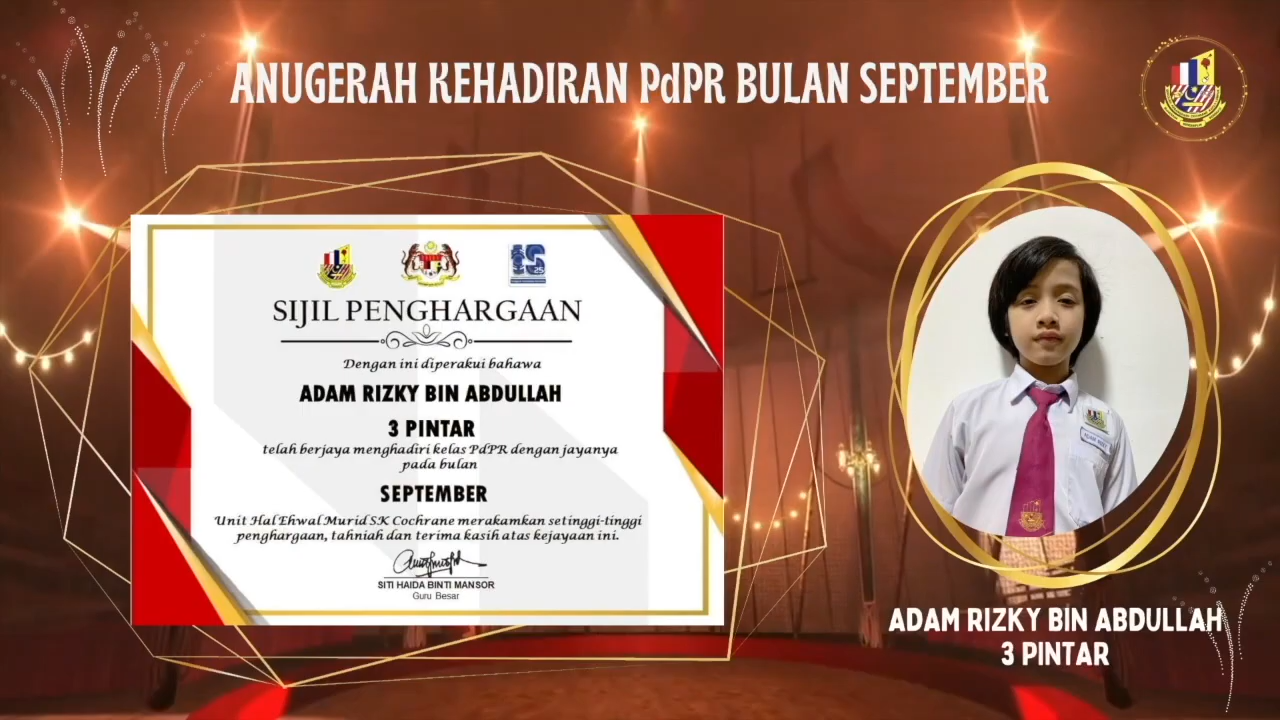 ANUGERAH KEHADIRAN PdPR BULAN SEPTEMBER
SIJIL PENGHARGAAN
Dengan ini diperakui bahawa
ADAM RIZKY BIN ABDULLAH
3 PINTAR
telah berjaya menghadiri kelas PdPR dengan jayanya
pada bulan
SEPTEMBER
Unit Hal Ehwal Murid SK Cochrane merakamkan setinggi-tinggi
penghargaan, tahniah dan terima kasih atas kejayaan ini.
SITI HAIDA BINTI MANSOR
Guru Besar
ADAM RIZKY
ADAM RIZKY BIN ABDULLAH
3 PINTAR